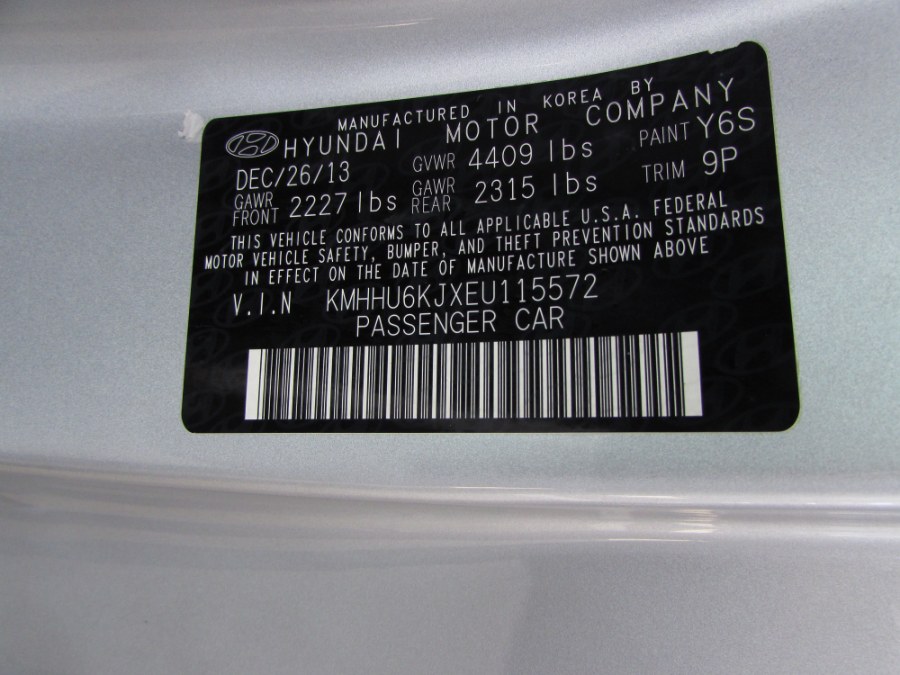 MANUFACTURED IN KOREA BY
HYUNDAI MOTOR COMPANY
DEC/26/13 GVWR 4409 lbs PAINT Y6S
GAWR FRONT 2227 lbs GAWR REAR 2315 lbs TRIM 9P
THIS VEHICLE CONFORMS TO ALL APPLICABLE U.S.A. FEDERAL
MOTOR VEHICLE SAFETY, BUMPER, AND THEFT PREVENTION STANDARDS
IN EFFECT ON THE DATE OF MANUFACTURE SHOWN ABOVE
V.I.N KMHHU6KJXEU115572
PASSENGER CAR